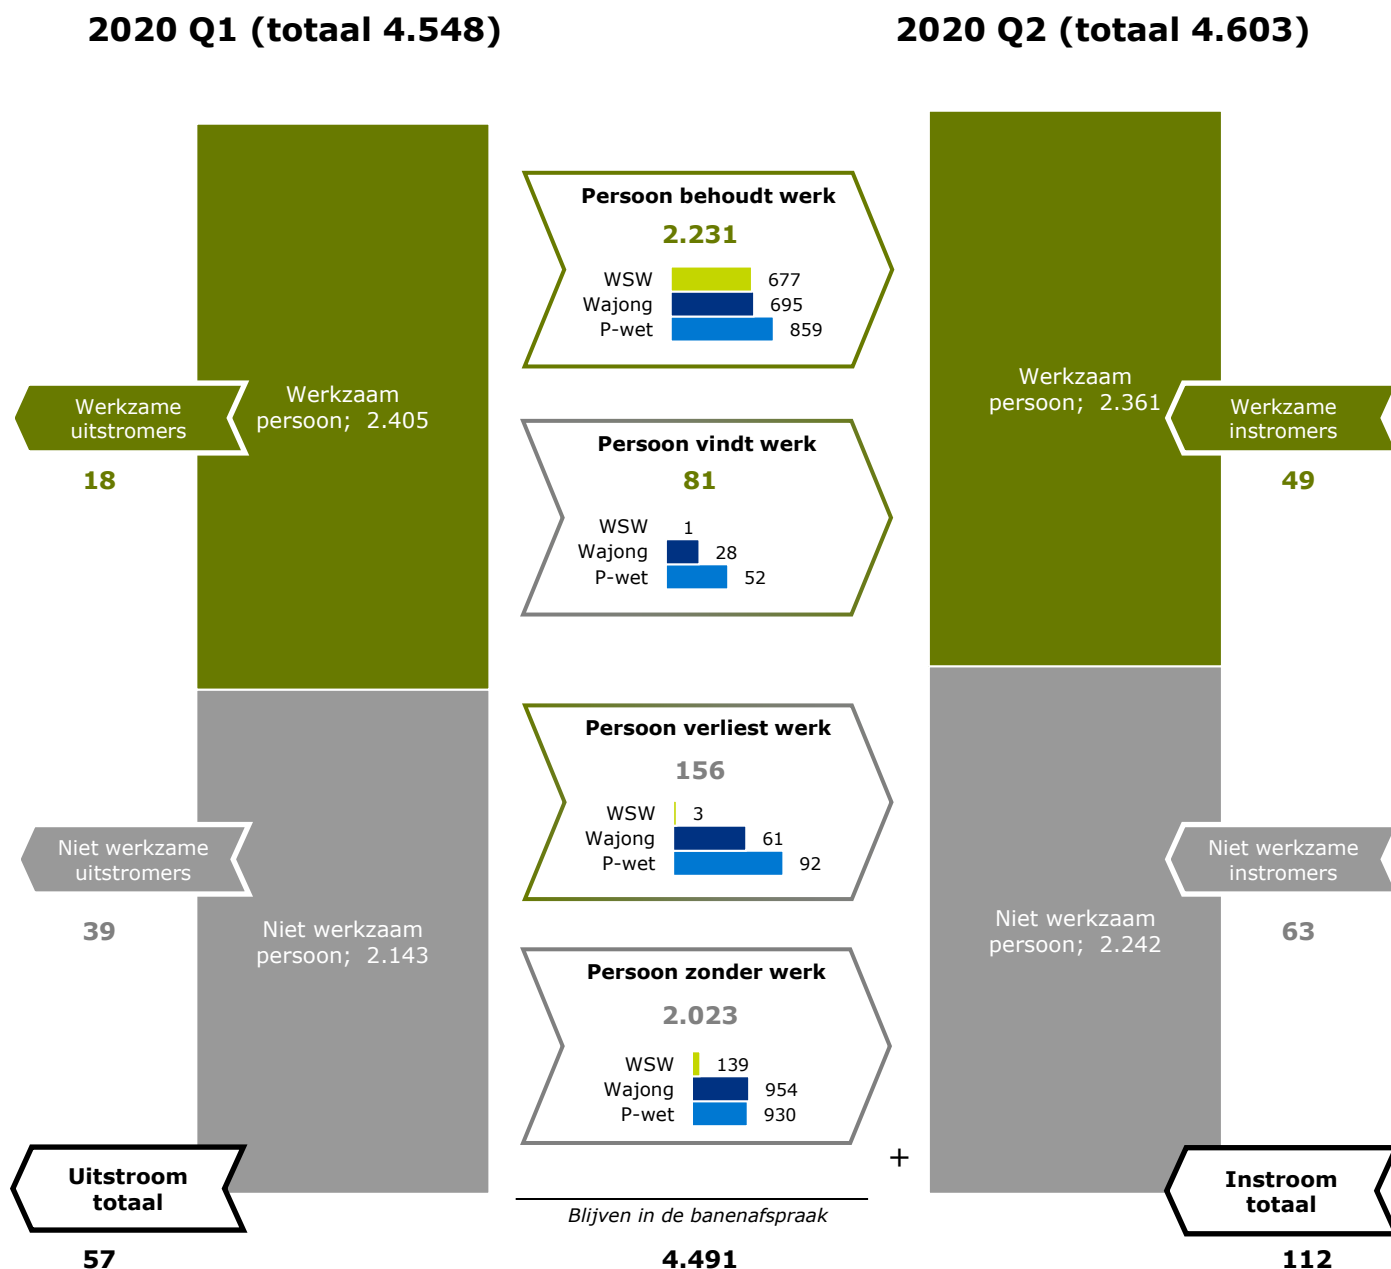 2020 Q1 (totaal 4.548)
2020 Q2 (totaal 4.603)
Werkzaam
persoon;  2.405
Werkzame
uitstromers
18
Niet werkzame
uitstromers
39
Niet werkzaam
persoon;  2.143
Uitstroom
totaal
57
Persoon behoudt werk
2.231
WSW 677
Wajong 695
P-wet 859
Persoon vindt werk
81
WSW 1
Wajong 28
P-wet 52
Persoon verliest werk
156
WSW 3
Wajong 61
P-wet 92
Persoon zonder werk
2.023
WSW 139
Wajong 954
P-wet 930
+
Blijven in de banenafspraak
4.491
Werkzaam
persoon;  2.361
Werkzame
instromers
49
Niet werkzame
instromers
63
Niet werkzaam
persoon;  2.242
Instroom
totaal
112